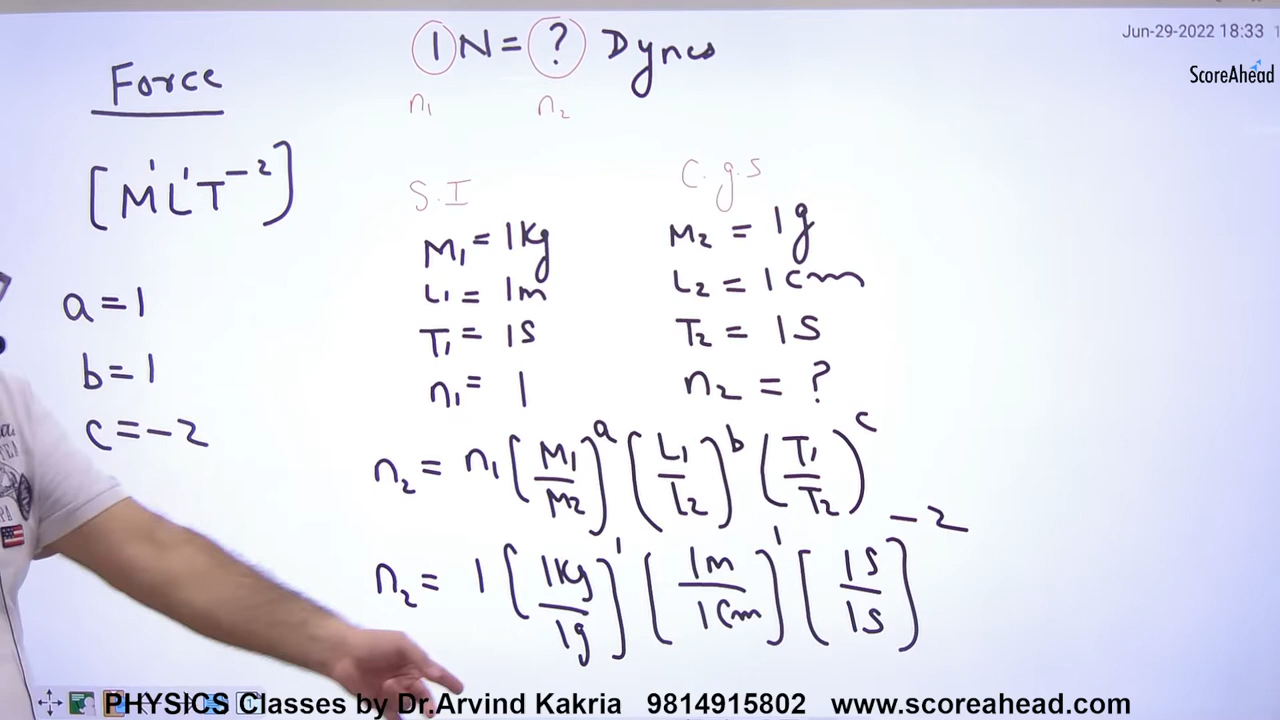 Jun-29-2022 18:33
ScoreAhead
1 N = ? Dynes
n₁ n₂
Force
[M¹L¹T⁻²]
a = 1
b = 1
c = -2
S.I
M₁ = 1Kg
L₁ = 1m
T₁ = 1S
n₁ = 1
C.g.s
M₂ = 1g
L₂ = 1cm
T₂ = 1S
n₂ = ?
n₂ = n₁ (M₁/M₂)ᵃ (L₁/L₂)ᵇ (T₁/T₂)ᶜ
n₂ = 1 [1Kg/1g]¹ [1m/1Cm]¹ [1S/1S]⁻²
PHYSICS Classes by Dr.Arvind Kakria 9814915802 www.scoreahead.com